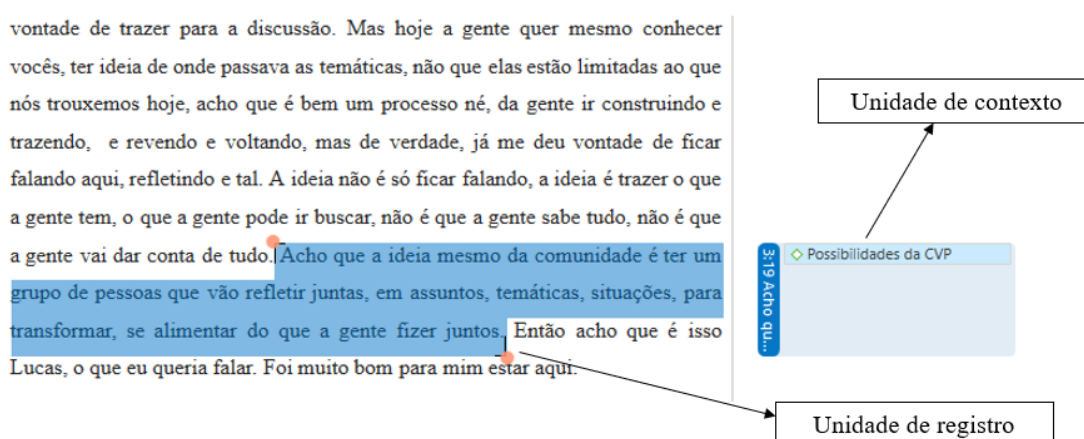 vontade de trazer para a discussão. Mas hoje a gente quer mesmo conhecer
vocês, ter ideia de onde passava as temáticas, não que elas estão limitadas ao que
nós trouxemos hoje, acho que é bem um processo né, da gente ir construindo e
trazendo, e revendo e voltando, mas de verdade, já me deu vontade de ficar
falando aqui, refletindo e tal. A ideia não é só ficar falando, a ideia é trazer o que
a gente tem, o que a gente pode ir buscar, não é que a gente sabe tudo, não é que
a gente vai dar conta de tudo. Acho que a ideia mesmo da comunidade é ter um
grupo de pessoas que vão refletir juntas, em assuntos, temáticas, situações, para
transformar, se alimentar do que a gente fizer juntos. Então acho que é isso
Lucas, o que eu queria falar. Foi muito bom para mim estar aqui.
Unidade de contexto
3:19 Acho qu...
Possibilidades da CVP
Unidade de registro